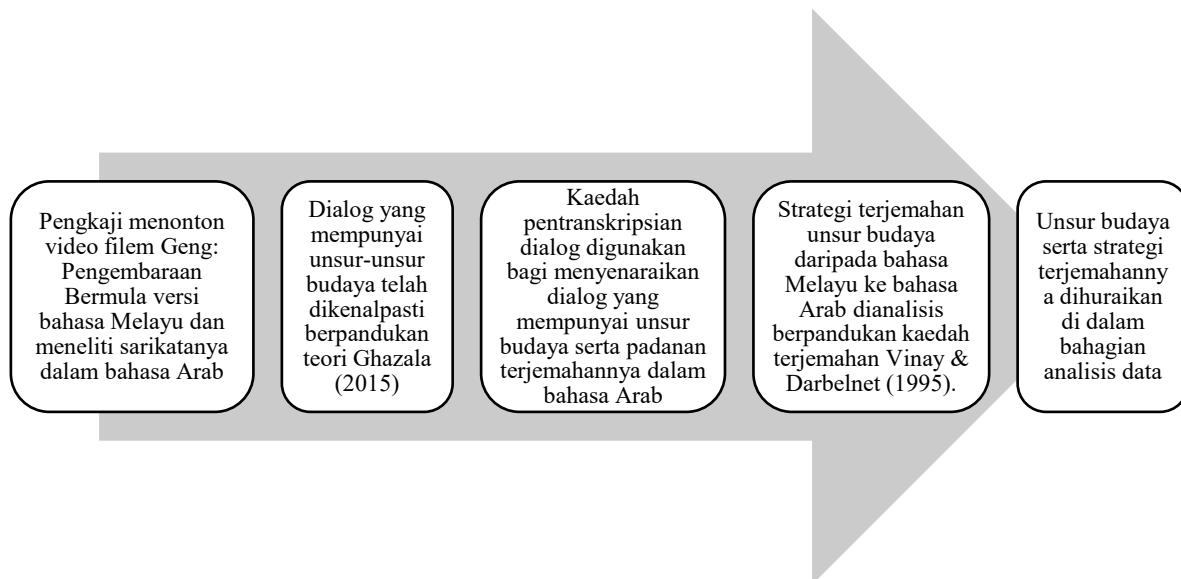 Pengkaji menonton
video filem Geng:
Pengembaraan
Bermula versi
bahasa Melayu dan
meneliti sarikatanya
dalam bahasa Arab
Dialog yang
mempunyai
unsur-unsur
budaya telah
dikenalpasti
berpandukan
teori Ghazala
(2015)
Kaedah
pentranskripsian
dialog digunakan
bagi menyenaraikan
dialog yang
mempunyai unsur
budaya serta padanan
terjemahannya dalam
bahasa Arab
Strategi terjemahan
unsur budaya
daripada bahasa
Melayu ke bahasa
Arab dianalisis
berpandukan kaedah
terjemahan Vinay &
Darbelnet (1995).
Unsur budaya
serta strategi
terjemahanny
a dihuraikan
di dalam
bahagian
analisis data